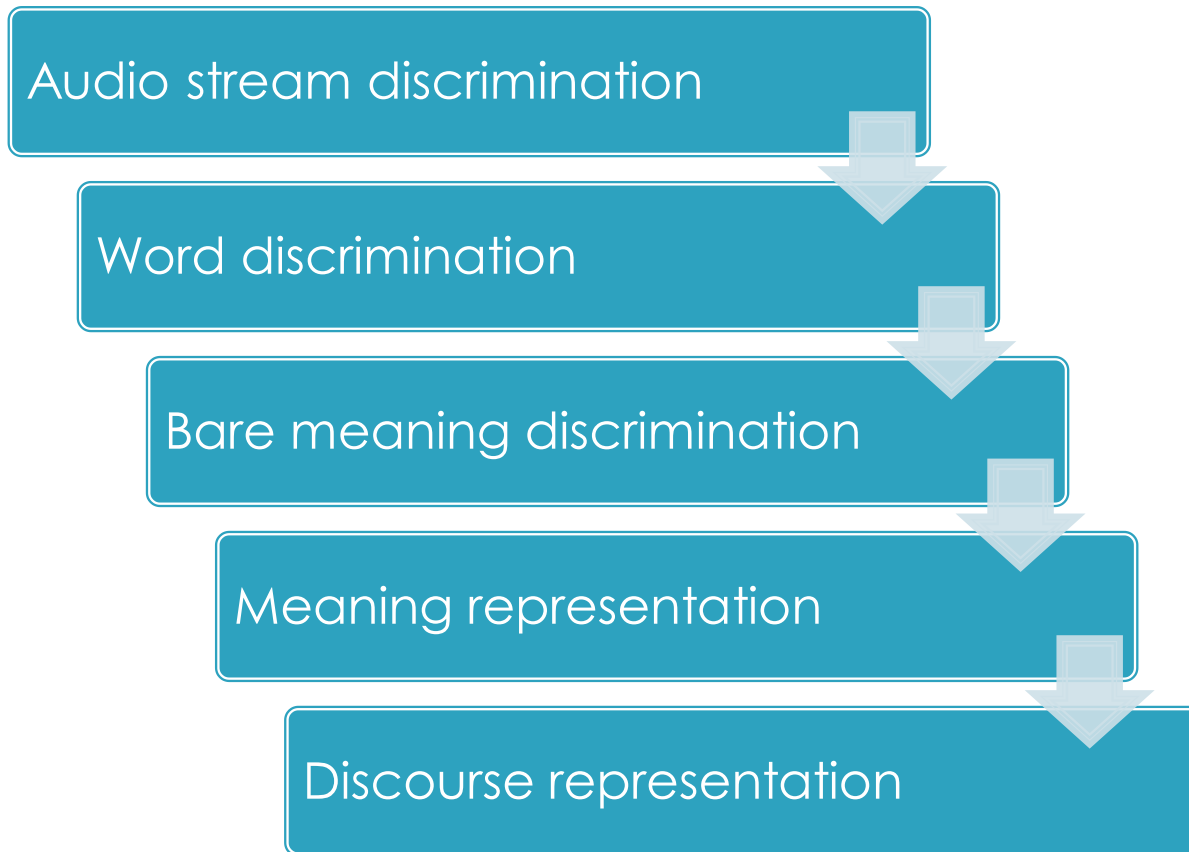 Audio stream discrimination
Word discrimination
Bare meaning discrimination
Meaning representation
Discourse representation